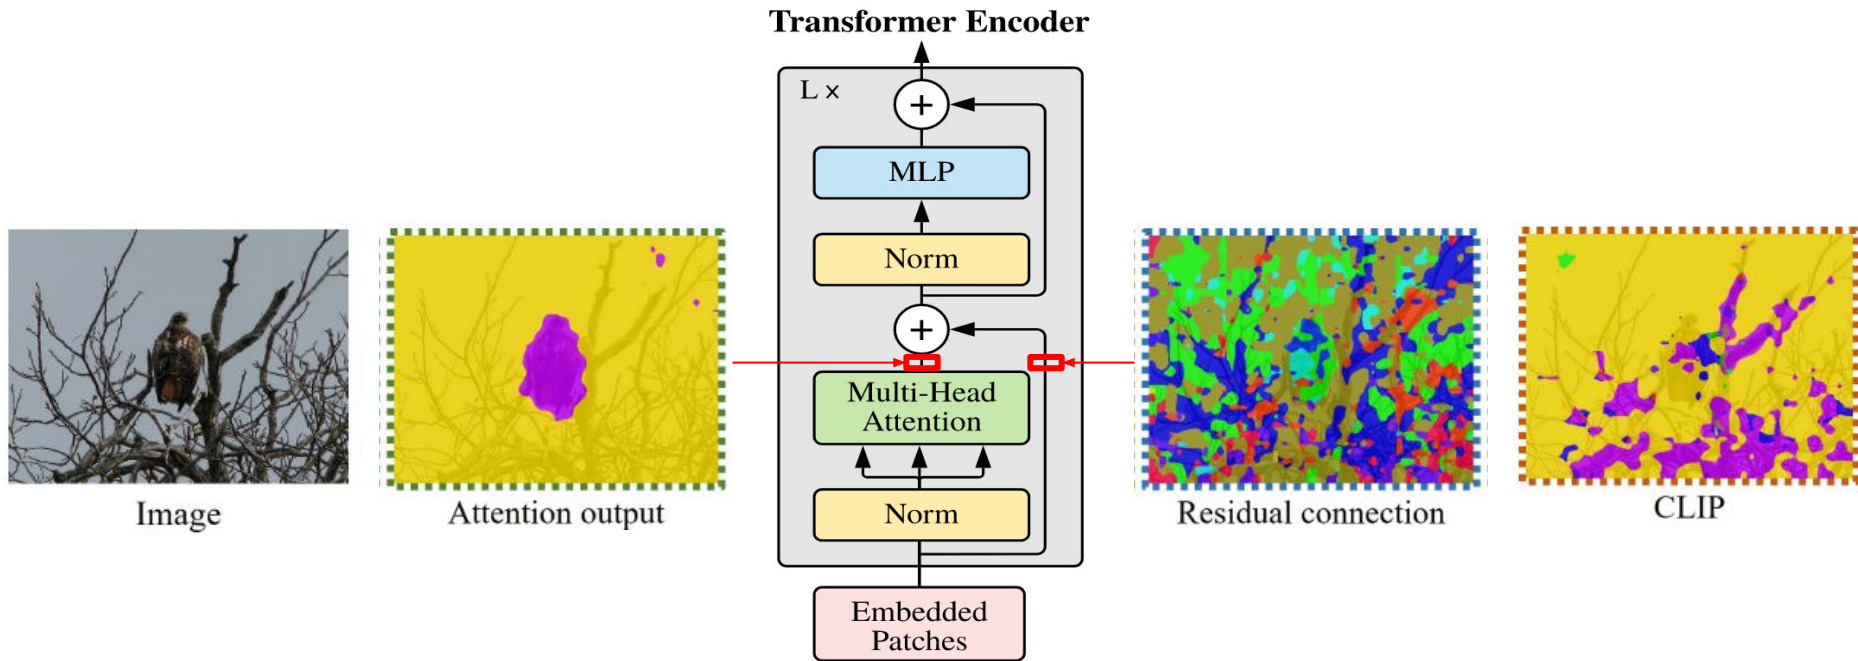 Transformer Encoder
L ×
+
MLP
Norm
+
Multi-Head
Attention
Norm
Embedded
Patches
Image
Attention output
Residual connection
CLIP